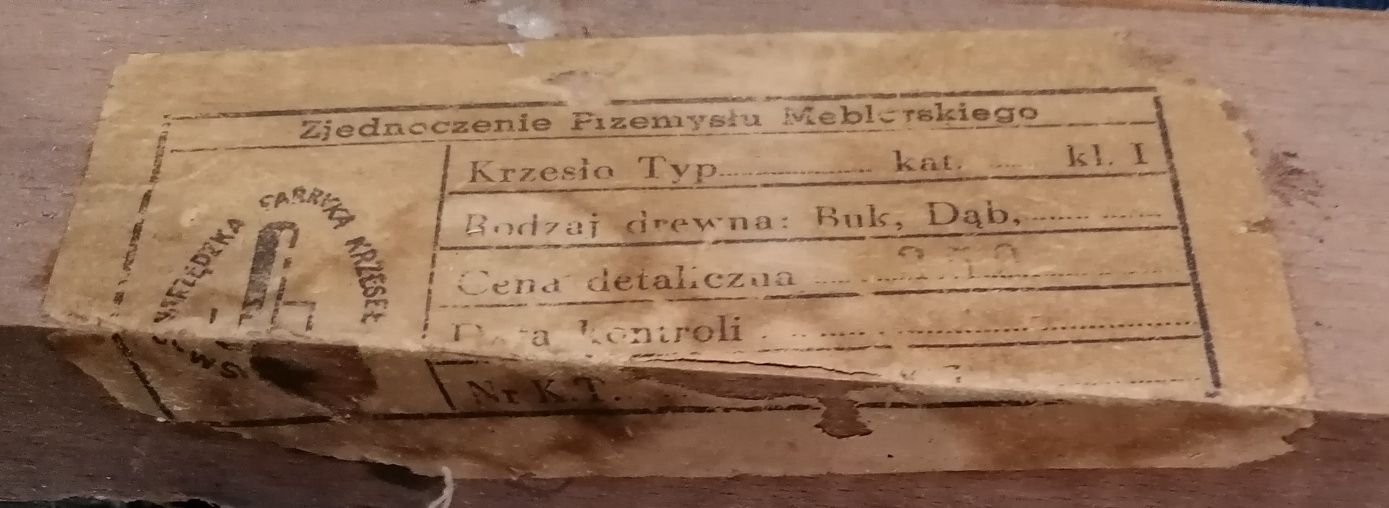 Zjednoczenie Przemysłu Meblarskiego
FABRYKA KRZESEŁ
Krzesło Typ.................. kat. ...... kl. I
Rodzaj drewna: Buk, Dąb, ............
Cena detaliczna
Data kontroli
Nr K.T.